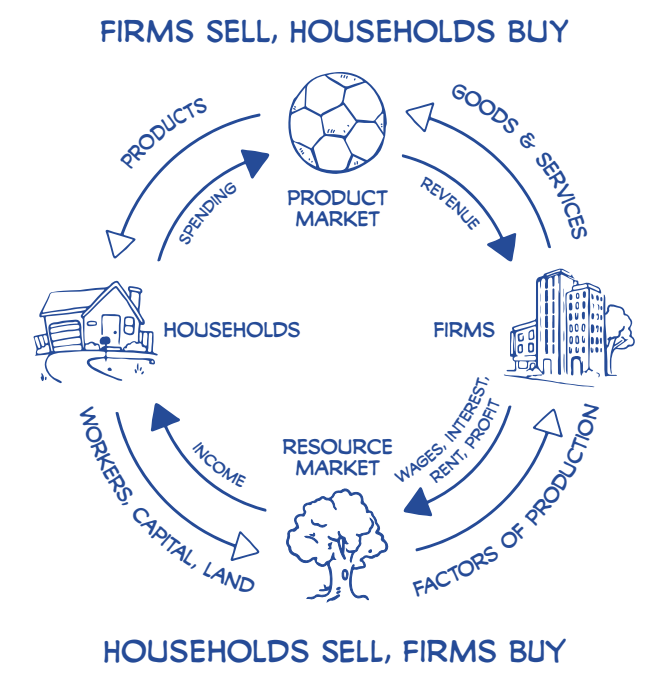 FIRMS SELL, HOUSEHOLDS BUY
PRODUCTS
GOODS & SERVICES
SPENDING
REVENUE
PRODUCT
MARKET
HOUSEHOLDS
FIRMS
WORKERS, CAPITAL, LAND
INCOME
RESOURCE
MARKET
WAGES, INTEREST,
RENT, PROFIT
FACTORS OF PRODUCTION
HOUSEHOLDS SELL, FIRMS BUY